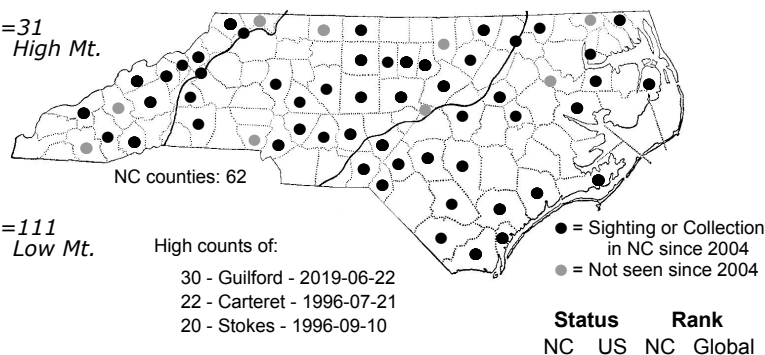 =31
High Mt.
NC counties: 62
=111
Low Mt.
High counts of:
30 - Guilford - 2019-06-22
22 - Carteret - 1996-07-21
20 - Stokes - 1996-09-10
● = Sighting or Collection
in NC since 2004
● = Not seen since 2004
Status Rank
NC US NC Global